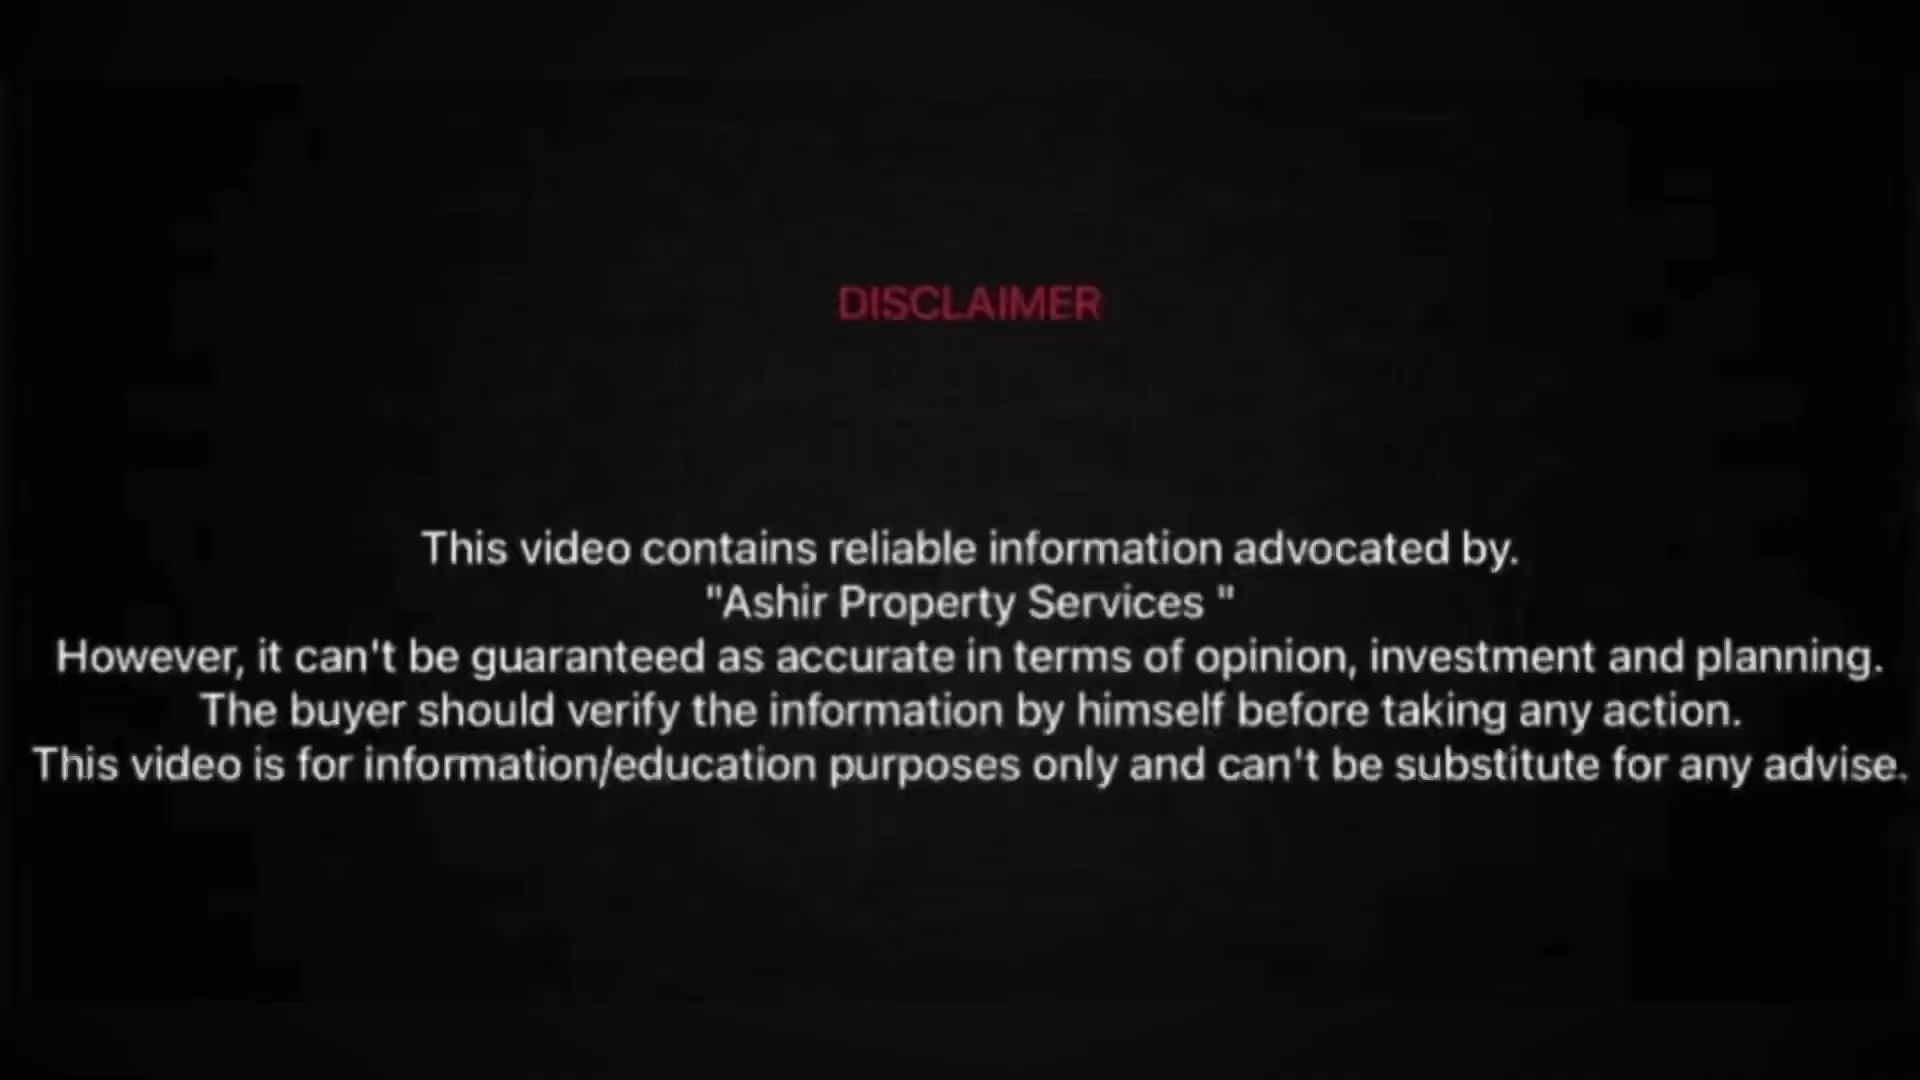 DISCLAIMER
This video contains reliable information advocated by.
"Ashir Property Services "
However, it can't be guaranteed as accurate in terms of opinion, investment and planning.
The buyer should verify the information by himself before taking any action.
This video is for information/education purposes only and can't be substitute for any advise.